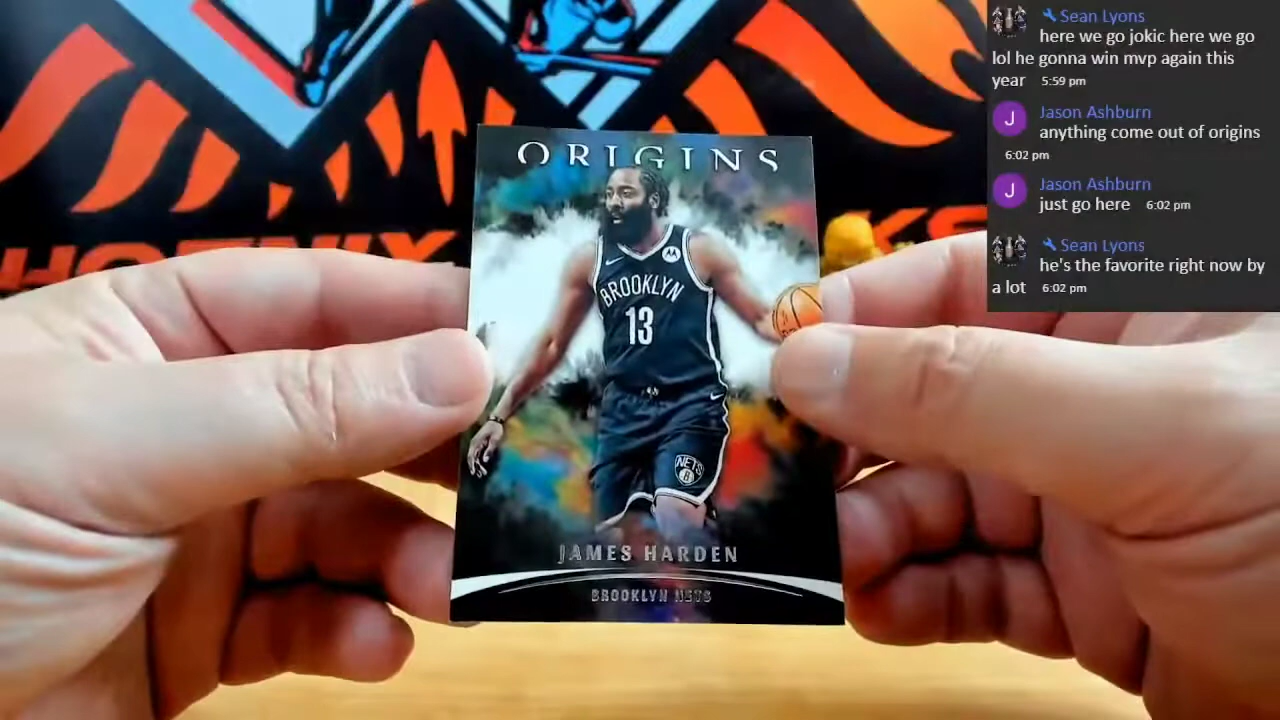 Sean Lyons
here we go jokic here we go
lol he gonna win mvp again this
year 5:59 pm
J Jason Ashburn
anything come out of origins
6:02 pm
J Jason Ashburn
just go here 6:02 pm
Sean Lyons
he's the favorite right now by
a lot 6:02 pm
ORIGINS
BROOKLYN
13
NETS
B
JAMES HARDEN
BROOKLYN NETS
PHOENIX